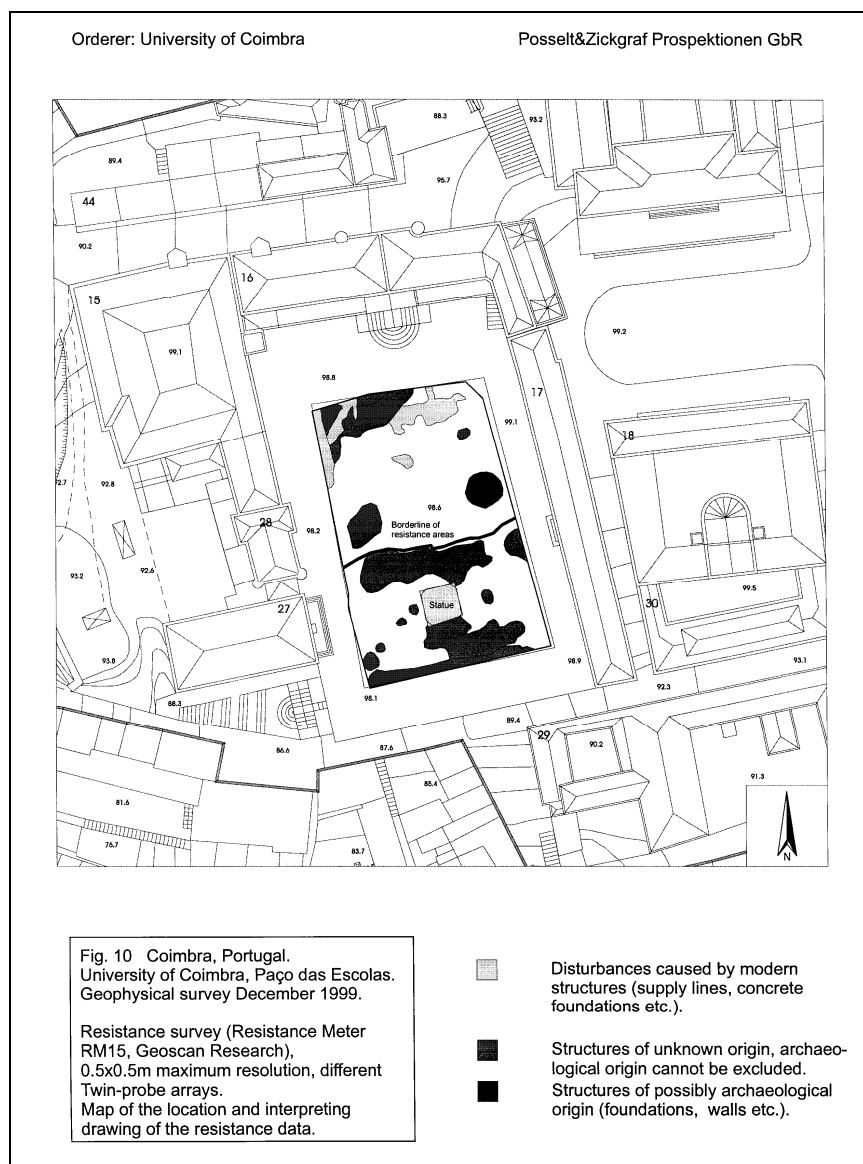 Orderer: University of Coimbra
Posselt&Zickgraf Prospektionen GbR
88.3
93.2
89.4
44
95.7
90.2
16
15
99.1
99.2
98.8
17
99.1
18
92.7
92.8
98.6
28
98.2
Borderline of
resistance areas
93.2
92.6
99.5
27
Statue
30
93.8
98.9
93.1
88.3
98.1
92.3
89.4
29
86.6
87.6
90.2
85.4
91.3
81.6
76.7
83.7
N
Fig. 10 Coimbra, Portugal.
University of Coimbra, Paço das Escolas.
Geophysical survey December 1999.
Resistance survey (Resistance Meter
RM15, Geoscan Research),
0.5x0.5m maximum resolution, different
Twin-probe arrays.
Map of the location and interpreting
drawing of the resistance data.
Disturbances caused by modern
structures (supply lines, concrete
foundations etc.).
Structures of unknown origin, archaeo-
logical origin cannot be excluded.
Structures of possibly archaeological
origin (foundations, walls etc.).